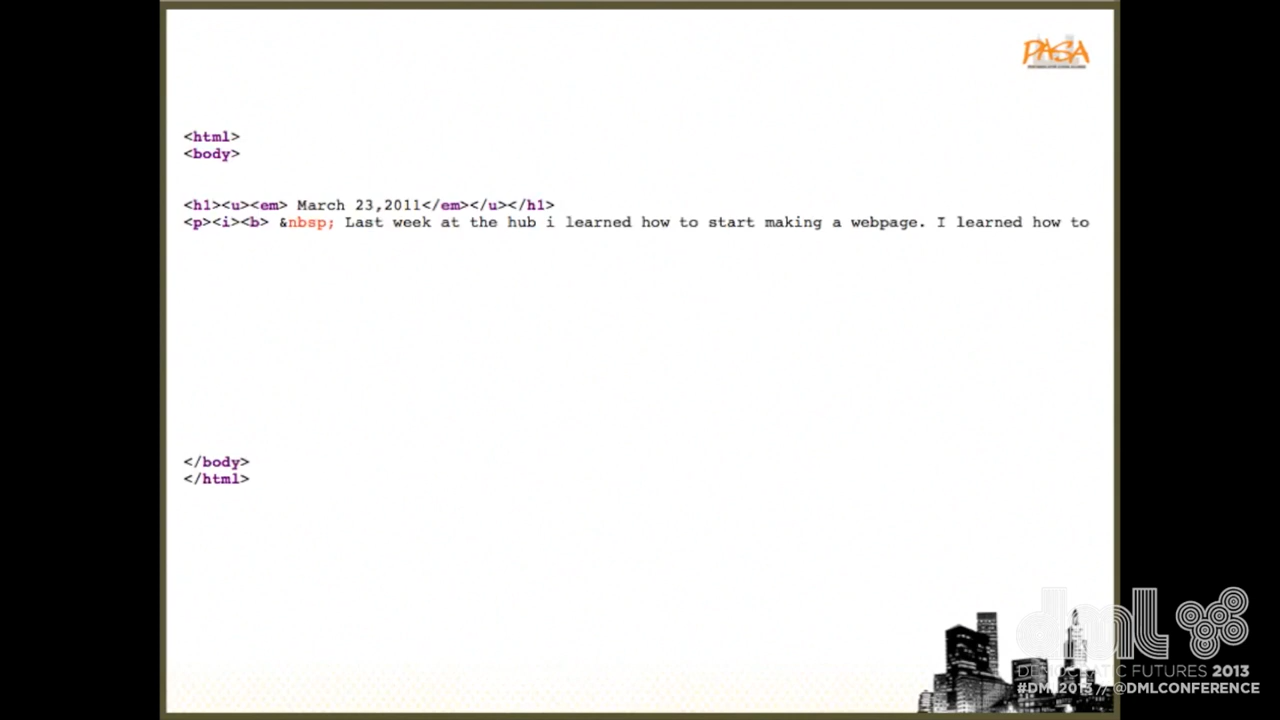 PASA
<html>
<body>
<h1><u><em> March 23,2011</em></u></h1>
<p><i><b> &nbsp; Last week at the hub i learned how to start making a webpage. I learned how to
</body>
</html>
dml
DEMOCRATIC FUTURES 2013
#DML2013 // @DMLCONFERENCE